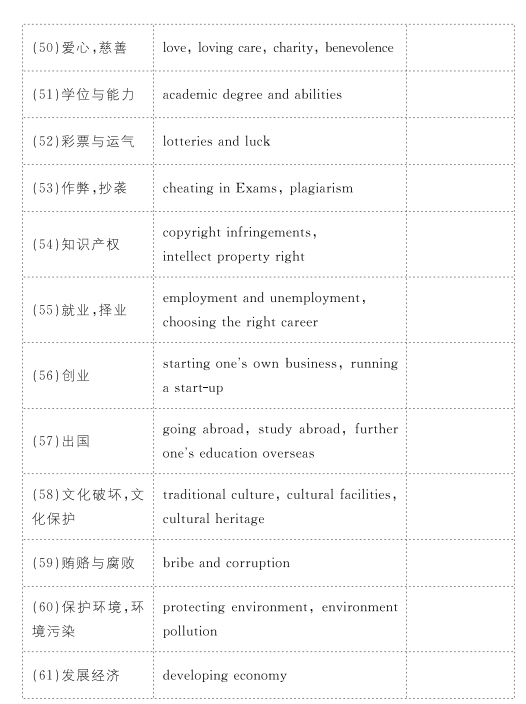 (50)爱心,慈善 love, loving care, charity, benevolence
(51)学位与能力 academic degree and abilities
(52)彩票与运气 lotteries and luck
(53)作弊,抄袭 cheating in Exams, plagiarism
(54)知识产权 copyright infringements,
intellect property right
(55)就业,择业 employment and unemployment,
choosing the right career
(56)创业 starting one's own business, running
a start-up
(57)出国 going abroad, study abroad, further
one's education overseas
(58)文化破坏,文 traditional culture, cultural facilities,
化保护 cultural heritage
(59)贿赂与腐败 bribe and corruption
(60)保护环境,环 protecting environment, environment
境污染 pollution
(61)发展经济 developing economy